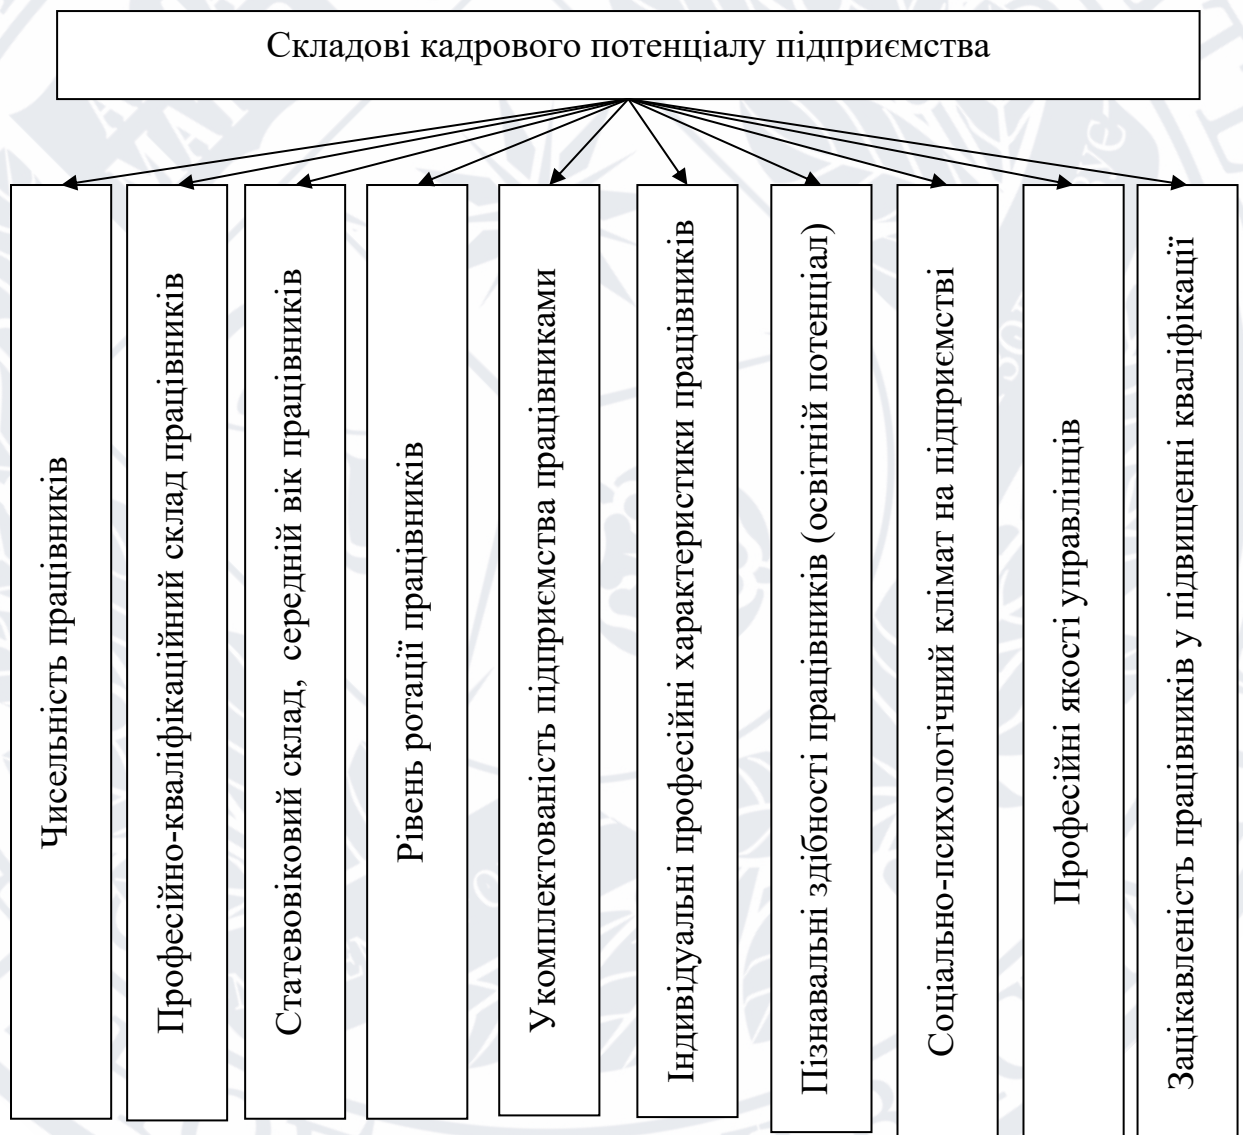 Складові кадрового потенціалу підприємства
Чисельність працівників
Професійно-кваліфікаційний склад працівників
Статевовіковий склад, середній вік працівників
Рівень ротації працівників
Укомплектованість підприємства працівниками
Індивідуальні професійні характеристики працівників
Пізнавальні здібності працівників (освітній потенціал)
Соціально-психологічний клімат на підприємстві
Професійні якості управлінців
Зацікавленість працівників у підвищенні кваліфікації